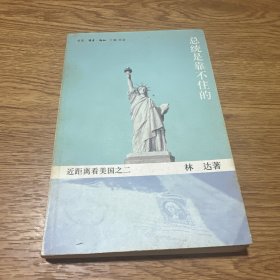 总统是靠不住的
近距离看美国之二
林 达著